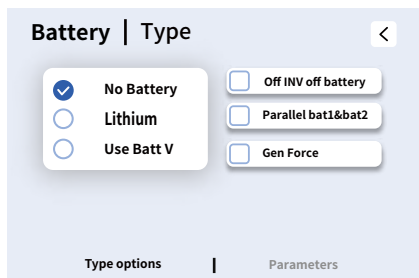 Battery | Type
No Battery
Lithium
Use Batt V
Off INV off battery
Parallel bat1&bat2
Gen Force
Type options | Parameters